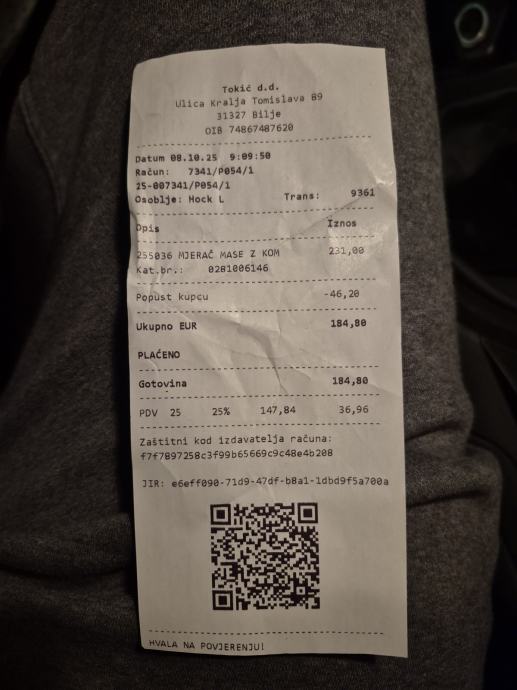 Tokić d.d.
Ulica Kralja Tomislava 89
31327 Bilje
OIB 74867487620
Datum 08.10.25 9:09:50
Račun: 7341/P054/1
25-007341/P054/1
Osoblje: Hock L Trans: 9361
Opis Iznos
255036 MJERAČ MASE Z KOM 231,00
Kat.br.: 0281006146
Popust kupcu -46,20
Ukupno EUR 184,80
PLAĆENO
Gotovina 184,80
PDV 25 25% 147,84 36,96
Zaštitni kod izdavatelja računa:
f7f7897258c3f99b65669c9c48e4b208
JIR: e6eff090-71d9-47df-b8a1-1dbd9f5a700a
HVALA NA POVJERENJU!